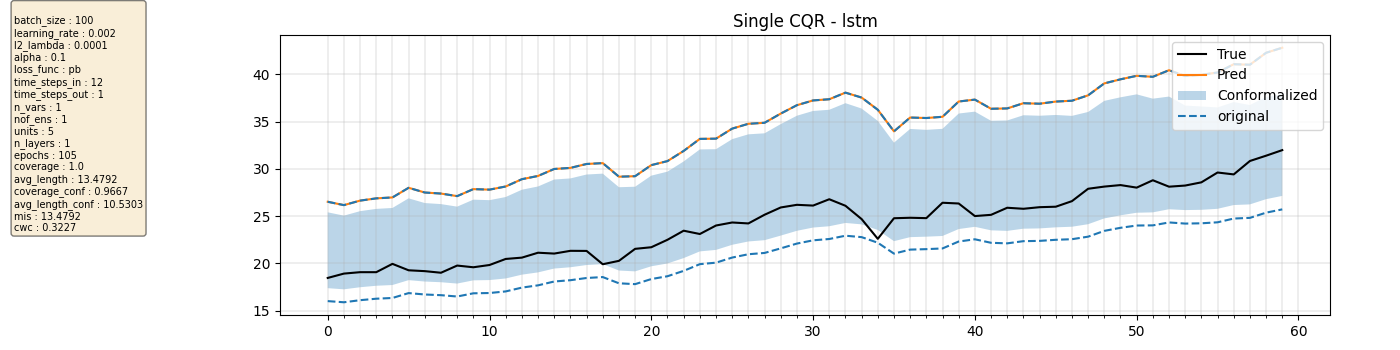 batch_size : 100
learning_rate : 0.002
l2_lambda : 0.0001
alpha : 0.1
loss_func : pb
time_steps_in : 12
time_steps_out : 1
n_vars : 1
nof_ens : 1
units : 5
n_layers : 1
epochs : 105
coverage : 1.0
avg_length : 13.4792
coverage_conf : 0.9667
avg_length_conf : 10.5303
mis : 13.4792
cwc : 0.3227
Single CQR - lstm
40
35
30
25
20
15
True
Pred
Conformalized
original
0 10 20 30 40 50 60